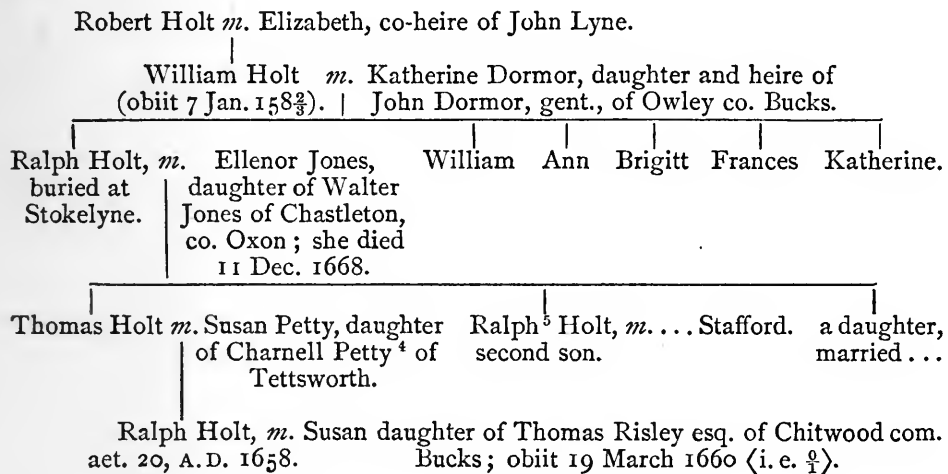 Robert Holt m. Elizabeth, co-heire of John Lyne.
William Holt m. Katherine Dormor, daughter and heire of
(obiit 7 Jan. 158⅔). | John Dormor, gent., of Owley co. Bucks.
Ralph Holt, m. Ellenor Jones, William Ann Brigitt Frances Katherine.
buried at daughter of Walter
Stokelyne. Jones of Chastleton,
co. Oxon; she died
11 Dec. 1668.
Thomas Holt m. Susan Petty, daughter Ralph⁵ Holt, m.... Stafford. a daughter,
of Charnell Petty⁴ of second son. married...
Tettsworth.
Ralph Holt, m. Susan daughter of Thomas Risley esq. of Chitwood com.
aet. 20, A.D. 1658. Bucks; obiit 19 March 1660 ⟨i.e. 0/1⟩.